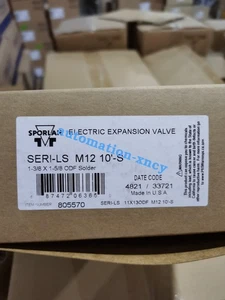 SPORLAN
ELECTRIC EXPANSION VALVE
automation-xncy
SERI-LS M12 10'-S
1-3/8 X 1-5/8 ODF Solder
DATE CODE
4821 / 33721
Made in U.S.A.
805570
SERI-LS 11X13ODF M12 10'-S